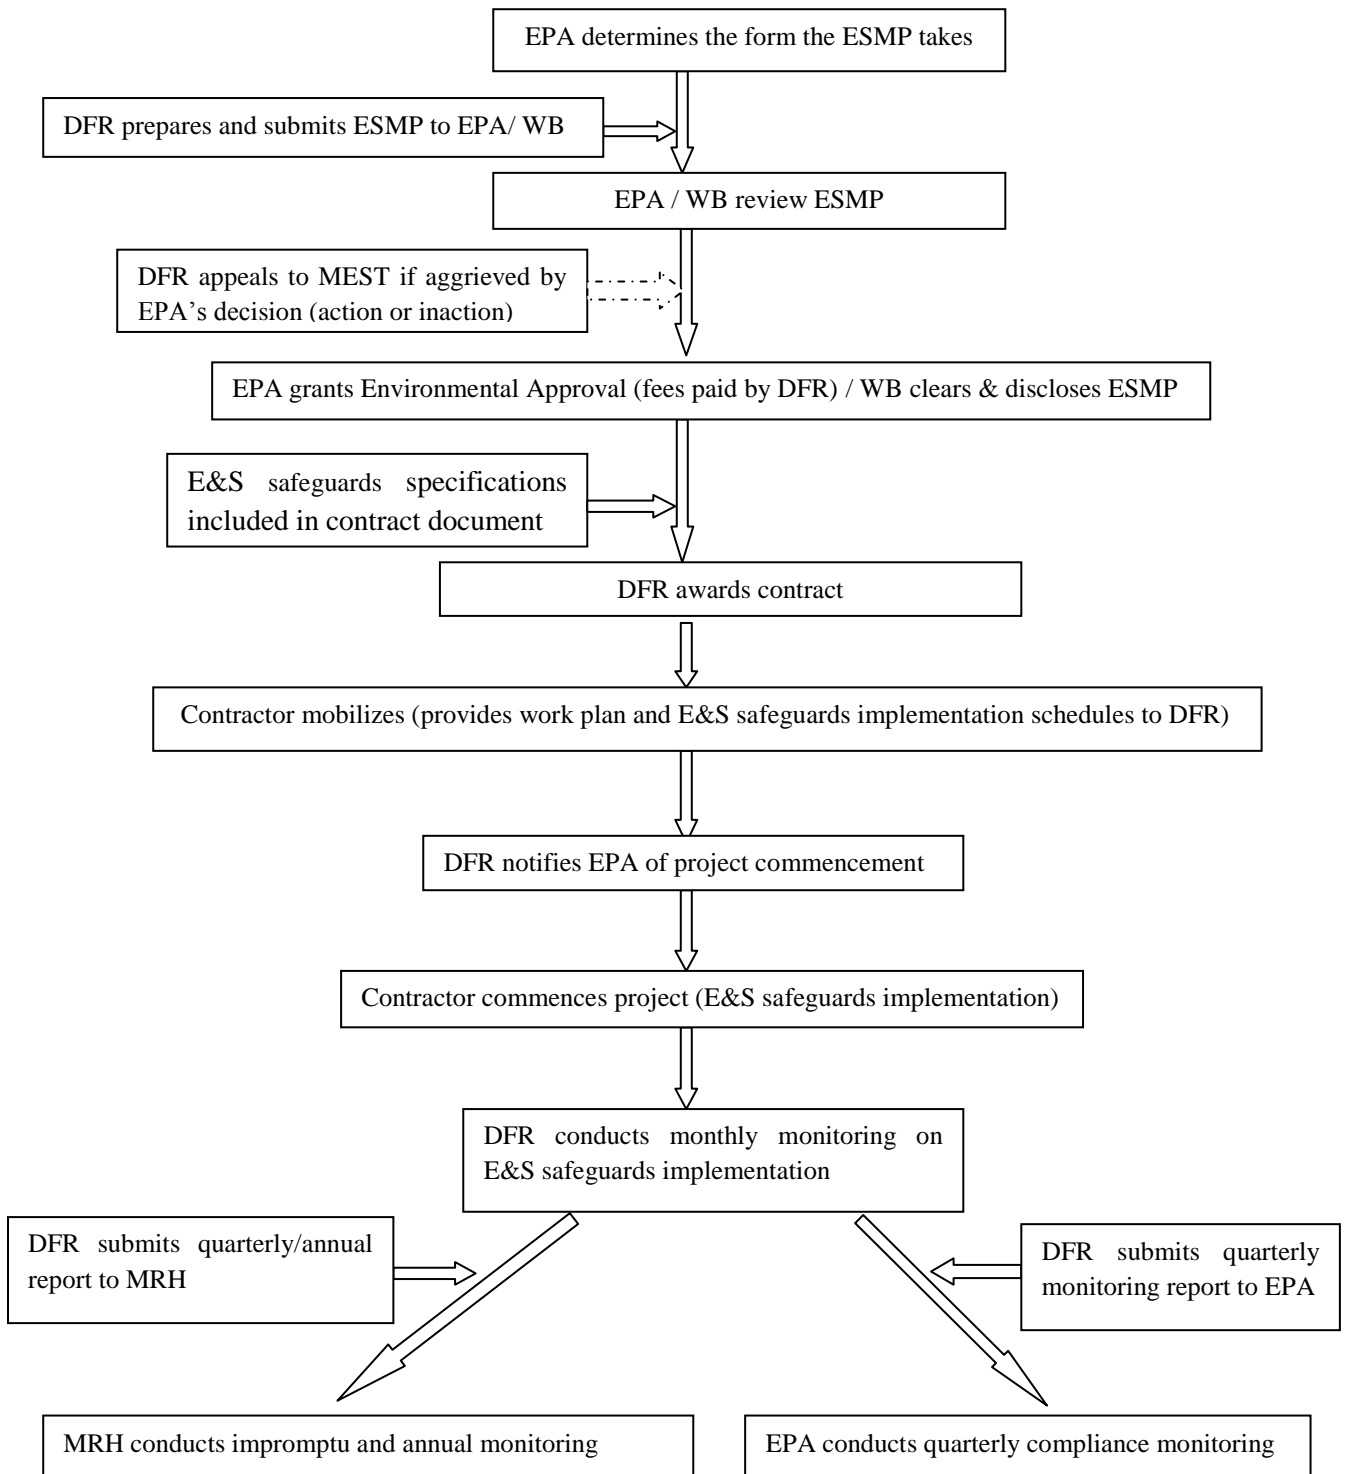 EPA determines the form the ESMP takes
DFR prepares and submits ESMP to EPA/ WB
EPA / WB review ESMP
DFR appeals to MEST if aggrieved by
EPA's decision (action or inaction)
EPA grants Environmental Approval (fees paid by DFR) / WB clears & discloses ESMP
E&S safeguards specifications
included in contract document
DFR awards contract
Contractor mobilizes (provides work plan and E&S safeguards implementation schedules to DFR)
DFR notifies EPA of project commencement
Contractor commences project (E&S safeguards implementation)
DFR conducts monthly monitoring on
E&S safeguards implementation
DFR submits quarterly/annual
report to MRH
DFR submits quarterly
monitoring report to EPA
MRH conducts impromptu and annual monitoring
EPA conducts quarterly compliance monitoring